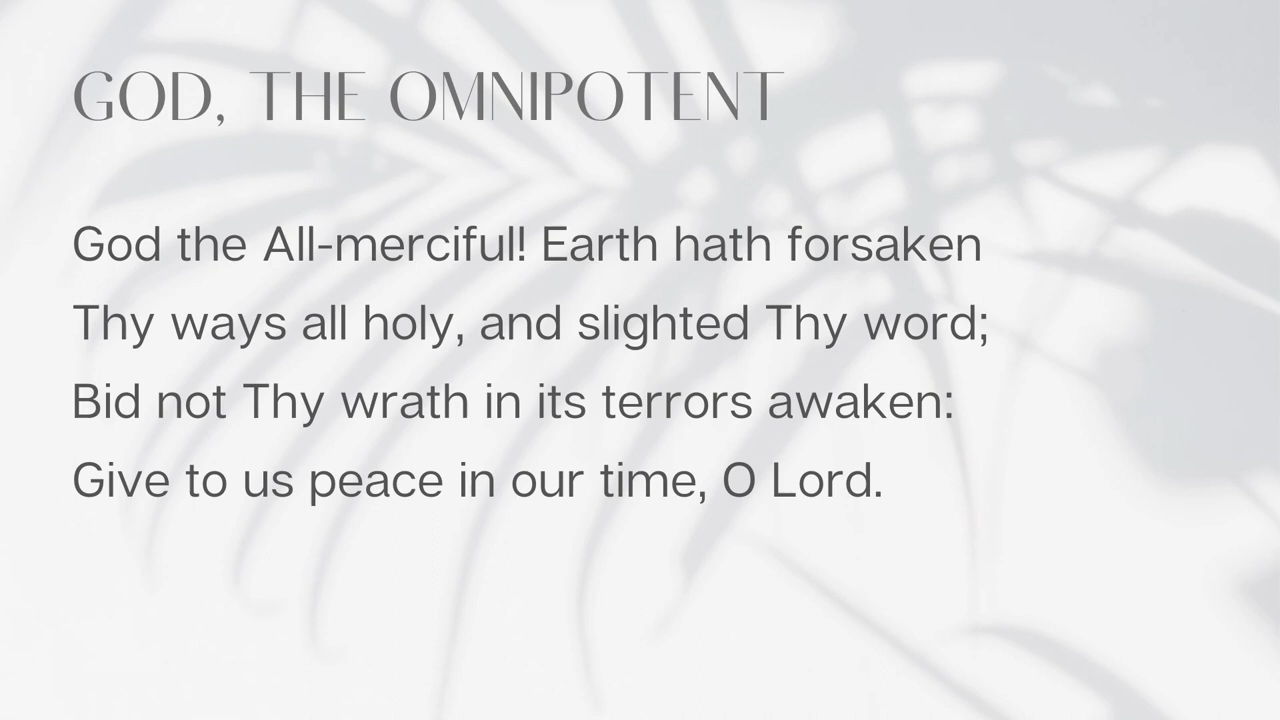 GOD, THE OMNIPOTENT
God the All-merciful! Earth hath forsaken
Thy ways all holy, and slighted Thy word;
Bid not Thy wrath in its terrors awaken:
Give to us peace in our time, O Lord.